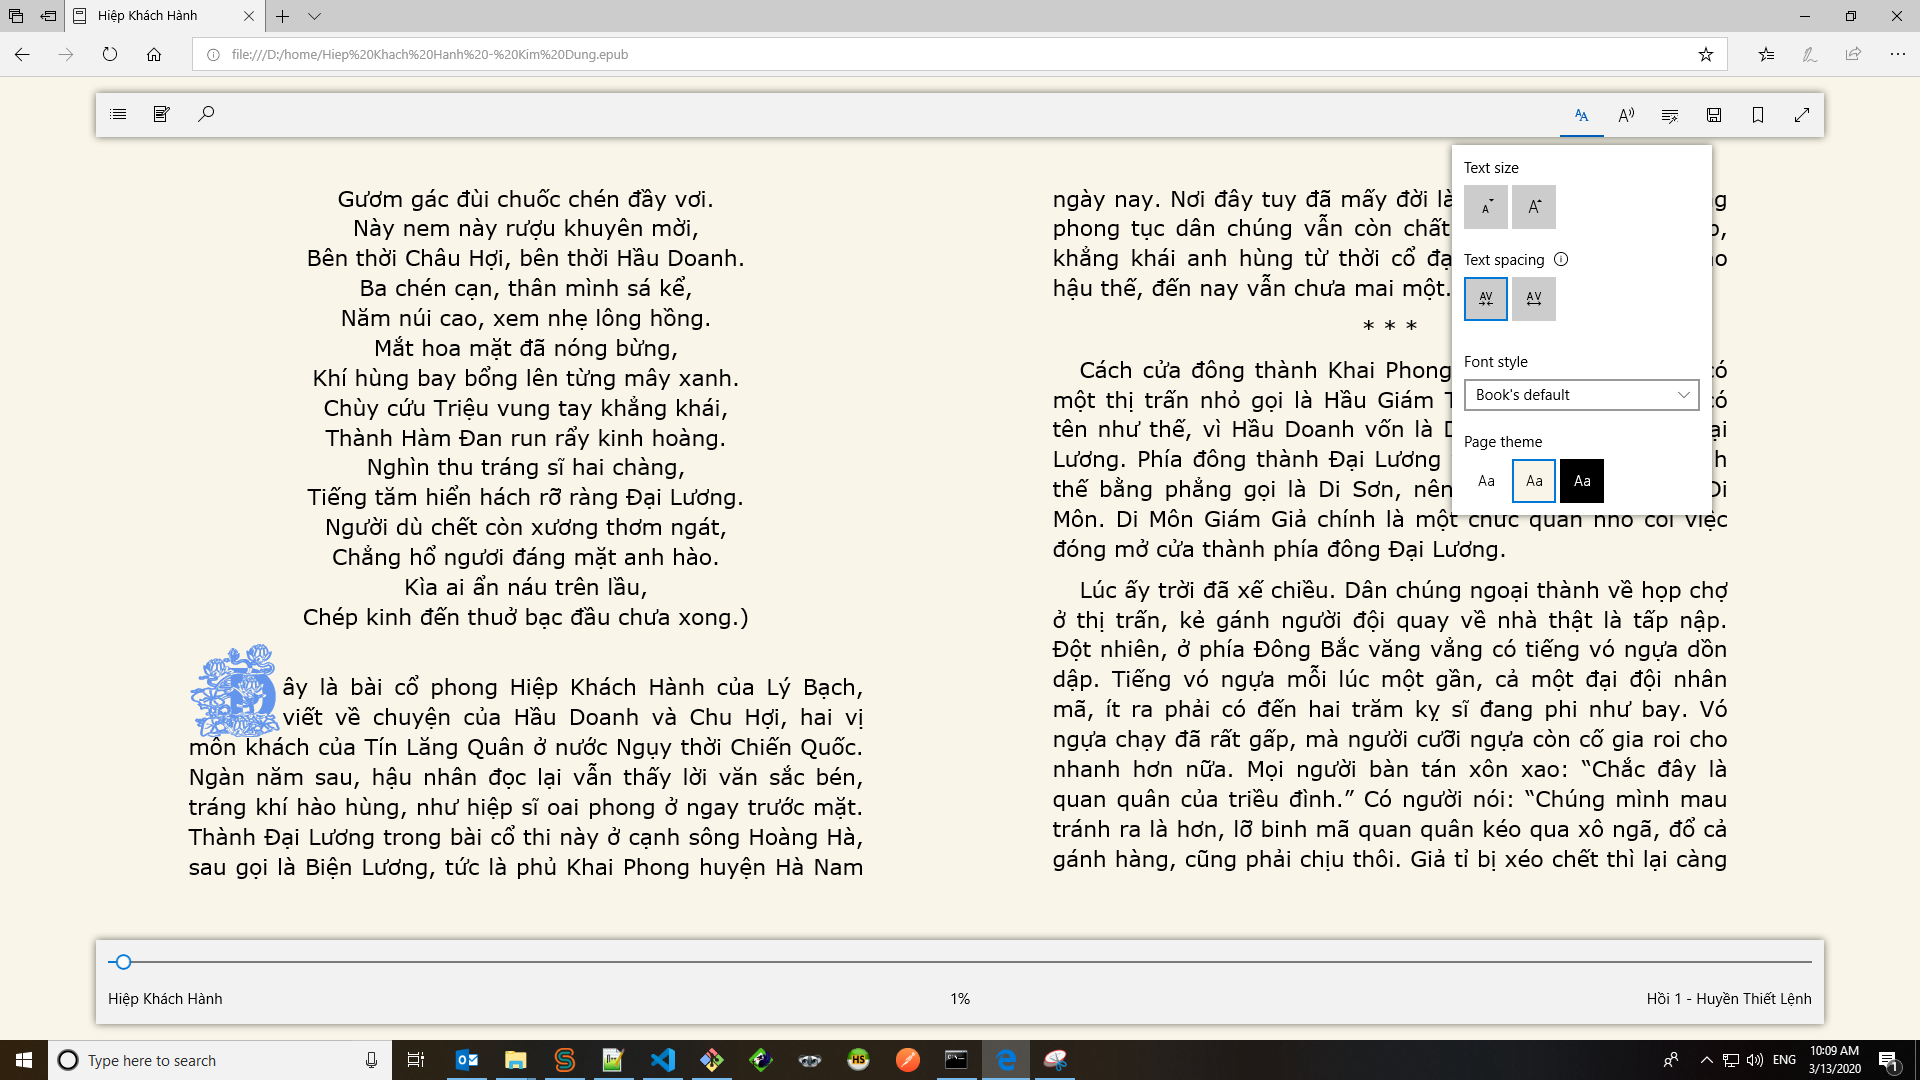 Hiệp Khách Hành
file:///D:/home/Hiep%20Khach%20Hanh%20-%20Kim%20Dung.epub
Gươm gác đùi chuốc chén đầy vơi.
Này nem này rượu khuyên mời,
Bên thời Châu Hợi, bên thời Hầu Doanh.
Ba chén cạn, thân mình sá kể,
Năm núi cao, xem nhẹ lông hồng.
Mắt hoa mặt đã nóng bừng,
Khí hùng bay bổng lên từng mây xanh.
Chùy cứu Triệu vung tay khẳng khái,
Thành Hàm Đan run rẩy kinh hoàng.
Nghìn thu tráng sĩ hai chàng,
Tiếng tăm hiển hách rỡ ràng Đại Lương.
Người dù chết còn xương thơm ngát,
Chẳng hổ ngươi đáng mặt anh hào.
Kìa ai ẩn náu trên lầu,
Chép kinh đến thuở bạc đầu chưa xong.)
Đây là bài cổ phong Hiệp Khách Hành của Lý Bạch,
viết về chuyện của Hầu Doanh và Chu Hợi, hai vị
môn khách của Tín Lăng Quân ở nước Ngụy thời Chiến Quốc.
Ngàn năm sau, hậu nhân đọc lại vẫn thấy lời văn sắc bén,
tráng khí hào hùng, như hiệp sĩ oai phong ở ngay trước mặt.
Thành Đại Lương trong bài cổ thi này ở cạnh sông Hoàng Hà,
sau gọi là Biện Lương, tức là phủ Khai Phong huyện Hà Nam
ngày nay. Nơi đây tuy đã mấy đời là
phong tục dân chúng vẫn còn chất
khẳng khái anh hùng từ thời cổ đạ
hậu thế, đến nay vẫn chưa mai một.
* * *
Cách cửa đông thành Khai Phong có
một thị trấn nhỏ gọi là Hầu Giám T có
tên như thế, vì Hầu Doanh vốn là D ại
Lương. Phía đông thành Đại Lương h
thế bằng phẳng gọi là Di Sơn, nên Di
Môn. Di Môn Giám Giả chính là một chức quan nhỏ coi việc
đóng mở cửa thành phía đông Đại Lương.
Lúc ấy trời đã xế chiều. Dân chúng ngoại thành về họp chợ
ở thị trấn, kẻ gánh người đội quay về nhà thật là tấp nập.
Đột nhiên, ở phía Đông Bắc văng vẳng có tiếng vó ngựa dồn
dập. Tiếng vó ngựa mỗi lúc một gần, cả một đại đội nhân
mã, ít ra phải có đến hai trăm kỵ sĩ đang phi như bay. Vó
ngựa chạy đã rất gấp, mà người cưỡi ngựa còn cố gia roi cho
nhanh hơn nữa. Mọi người bàn tán xôn xao: “Chắc đây là
quan quân của triều đình.” Có người nói: “Chúng mình mau
tránh ra là hơn, lỡ binh mã quan quân kéo qua xô ngã, đổ cả
gánh hàng, cũng phải chịu thôi. Giả tỉ bị xéo chết thì lại càng
Text size
Text spacing
Font style
Book's default
Page theme
Aa Aa Aa
Hiệp Khách Hành
1%
Hồi 1 - Huyền Thiết Lệnh
Type here to search
ENG
10:09 AM
3/13/2020
1